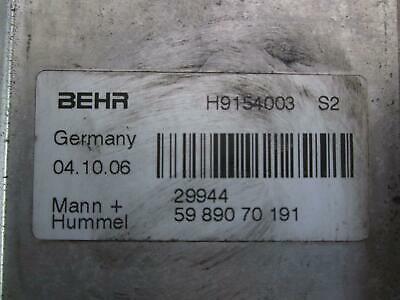 BEHR H9154003 S2
Germany
04.10.06
Mann + 29944
Hummel 59 890 70 191